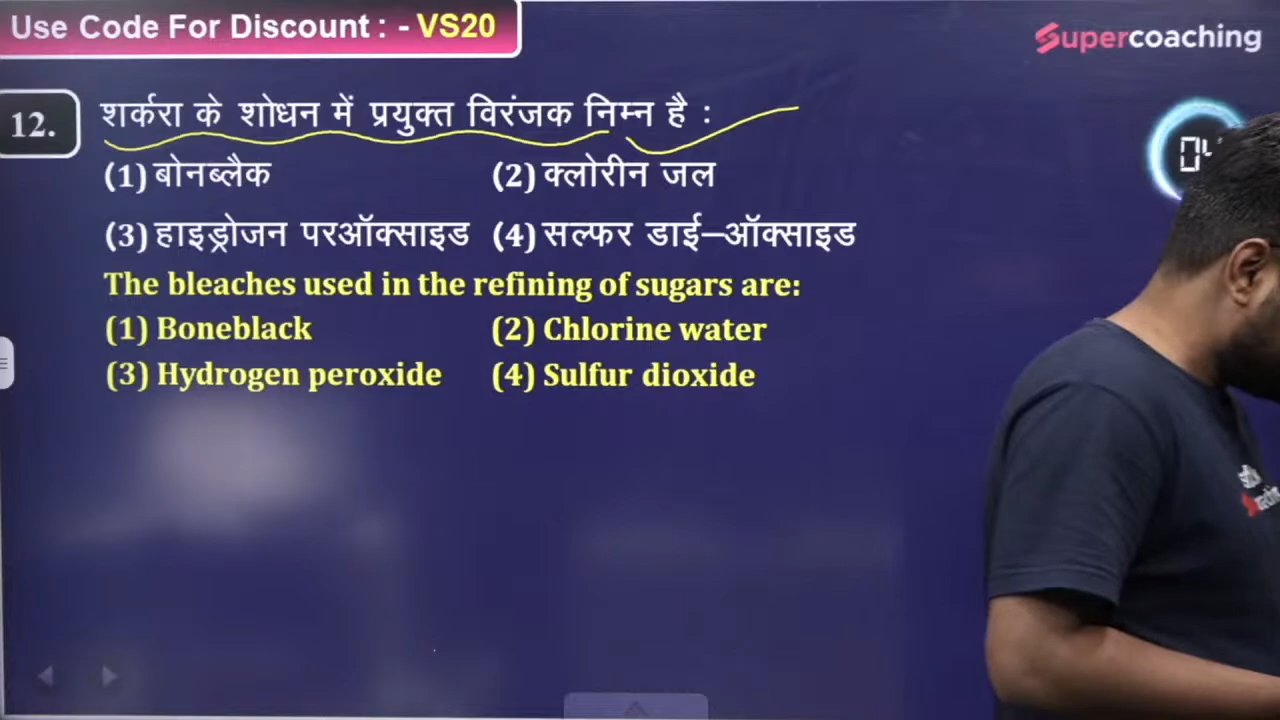 Use Code For Discount : - VS20
Supercoaching
12. शर्करा के शोधन में प्रयुक्त विरंजक निम्न है :
(1) बोनब्लैक (2) क्लोरीन जल
(3) हाइड्रोजन परऑक्साइड (4) सल्फर डाई–ऑक्साइड
The bleaches used in the refining of sugars are:
(1) Boneblack (2) Chlorine water
(3) Hydrogen peroxide (4) Sulfur dioxide